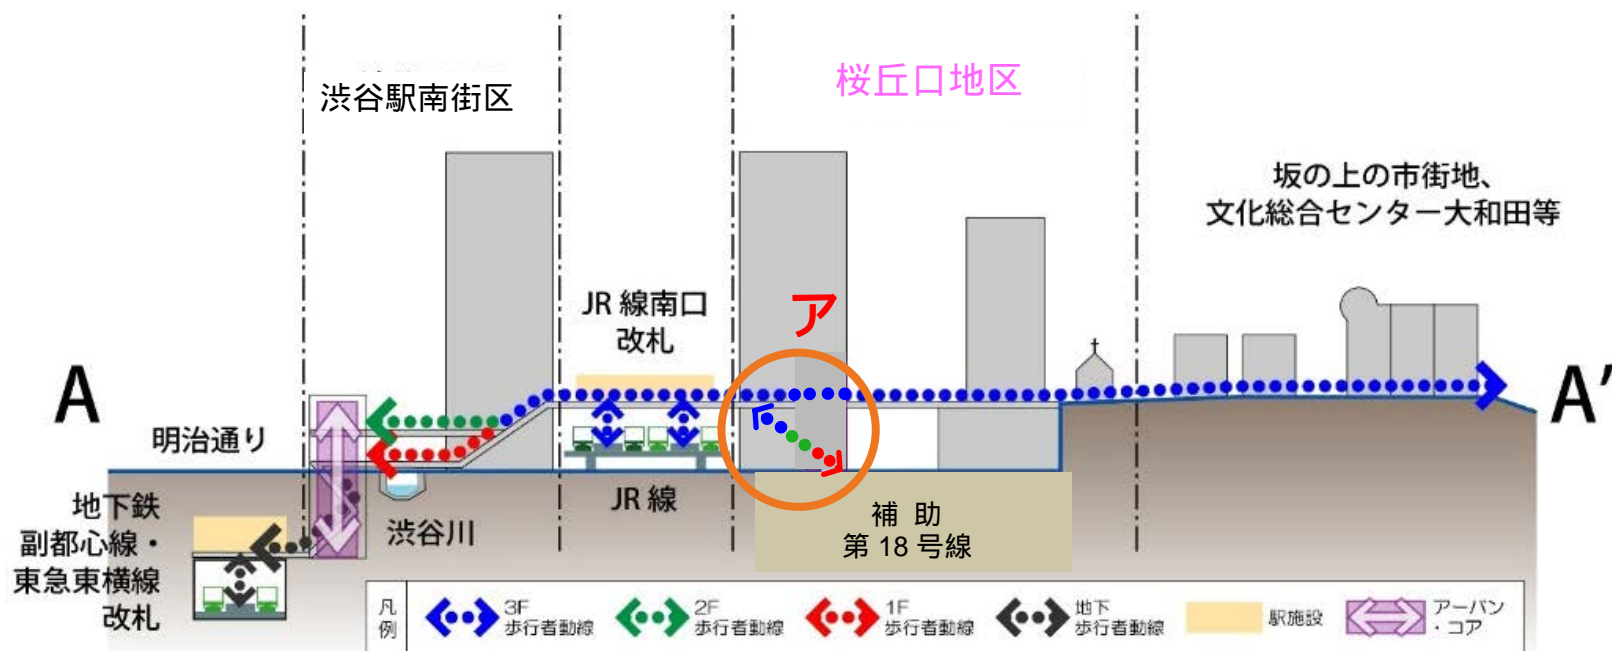 渋谷駅南街区
桜丘口地区
坂の上の市街地、
文化総合センター大和田等
JR線南口
改札
ア
A
A’
明治通り
地下鉄
副都心線・
東急東横線
改札
渋谷川
JR線
補 助
第 18 号線
凡
例
3F
歩行者動線
2F
歩行者動線
1F
歩行者動線
地下
歩行者動線
駅施設
アーバン
・コア